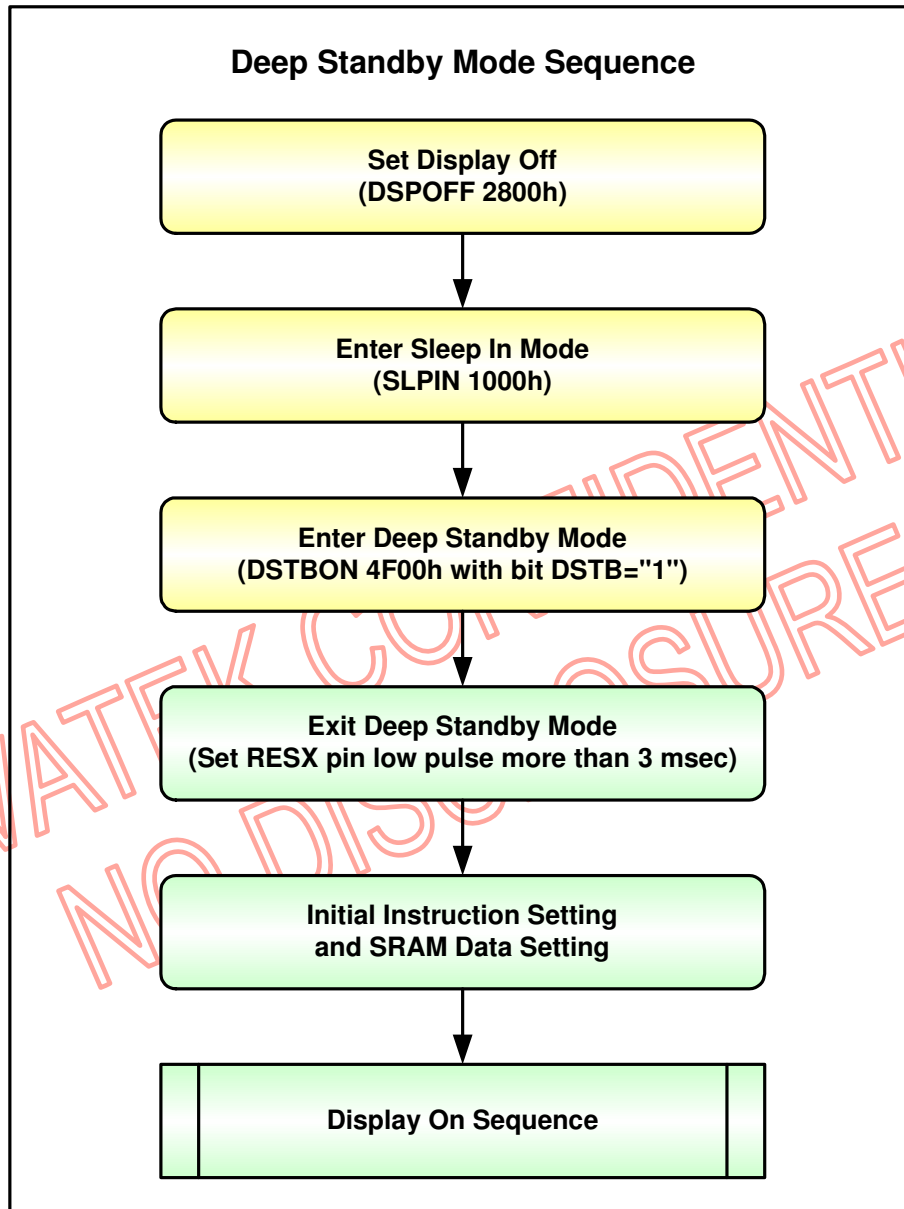 Deep Standby Mode Sequence
Set Display Off
(DSPOFF 2800h)
Enter Sleep In Mode
(SLPIN 1000h)
Enter Deep Standby Mode
(DSTBON 4F00h with bit DSTB="1")
Exit Deep Standby Mode
(Set RESX pin low pulse more than 3 msec)
Initial Instruction Setting
and SRAM Data Setting
Display On Sequence
NO DISCLOSURE